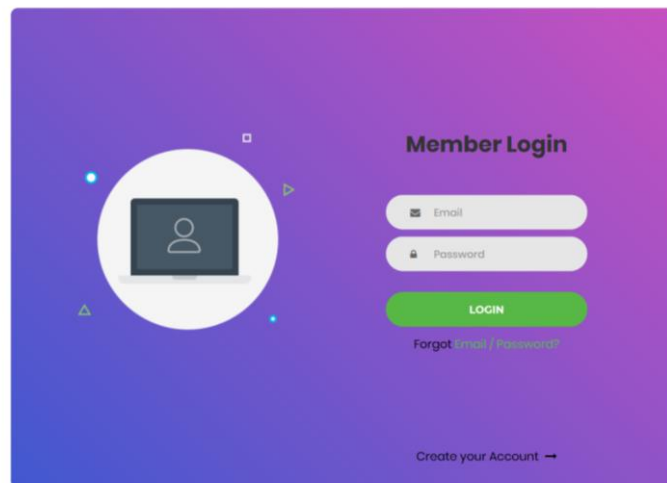 Member Login
Email
Password
LOGIN
Forgot Email / Password?
Create your Account →